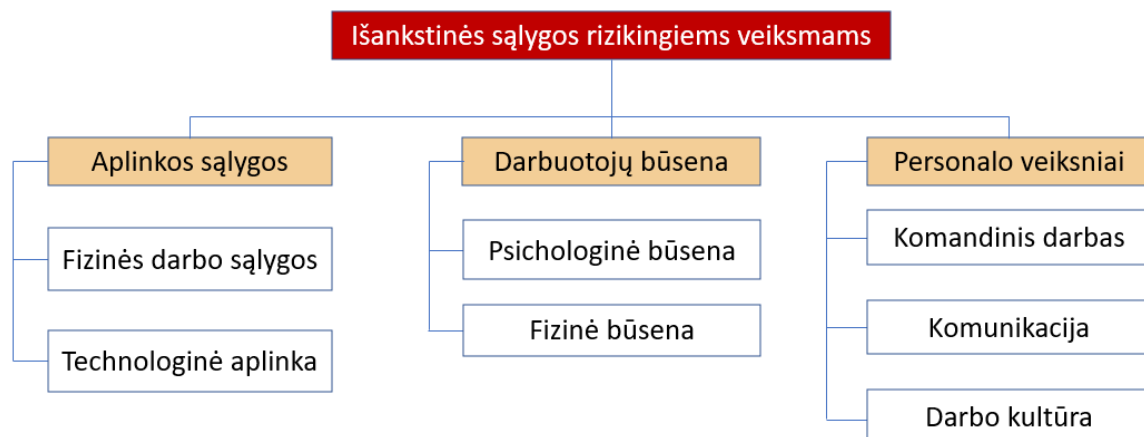 Išankstinės sąlygos rizikingiems veiksmams
Aplinkos sąlygos
Fizinės darbo sąlygos
Technologinė aplinka
Darbuotojų būsena
Psichologinė būsena
Fizinė būsena
Personalo veiksniai
Komandinis darbas
Komunikacija
Darbo kultūra